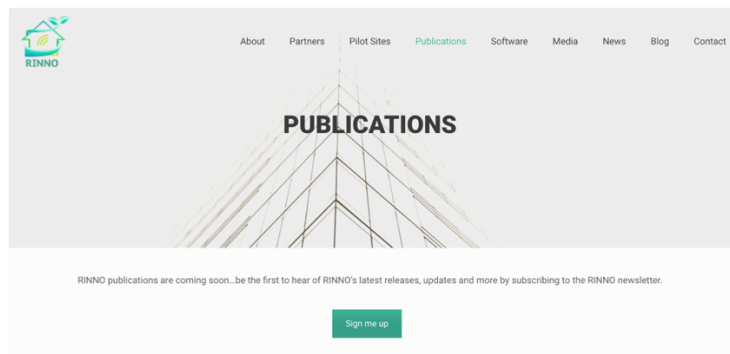 RINNO
About Partners Pilot Sites Publications Software Media News Blog Contact
PUBLICATIONS
RINNO publications are coming soon...be the first to hear of RINNO's latest releases, updates and more by subscribing to the RINNO newsletter.
Sign me up